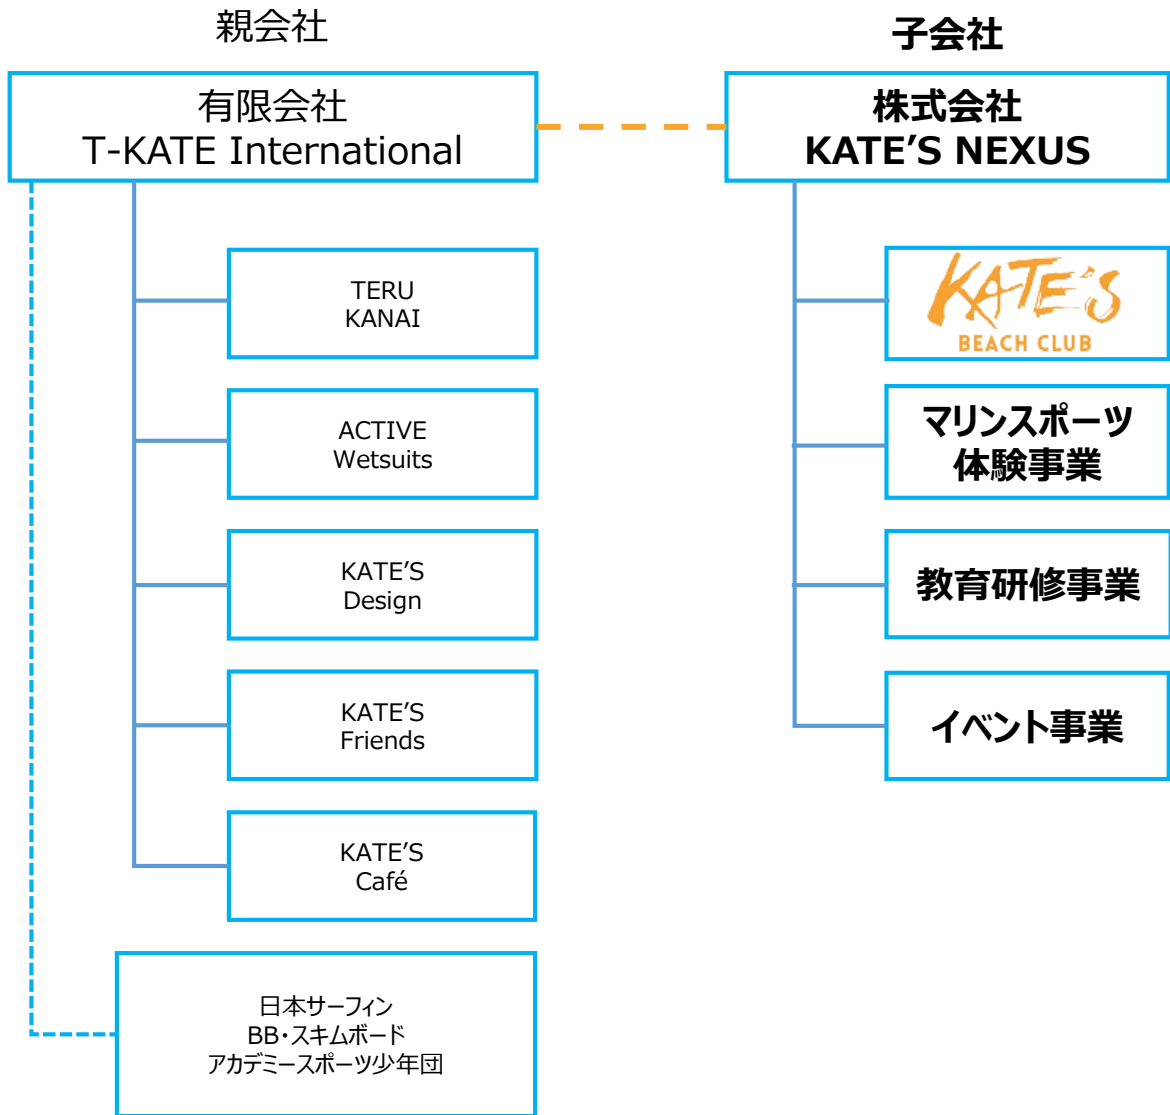 親会社
有限会社
T-KATE International
TERU
KANAI
ACTIVE
Wetsuits
KATE’S
Design
KATE’S
Friends
KATE’S
Café
日本サーフィン
BB・スキムボード
アカデミースポーツ少年団
子会社
株式会社
KATE’S NEXUS
KATE’S
BEACH CLUB
マリンスポーツ
体験事業
教育研修事業
イベント事業